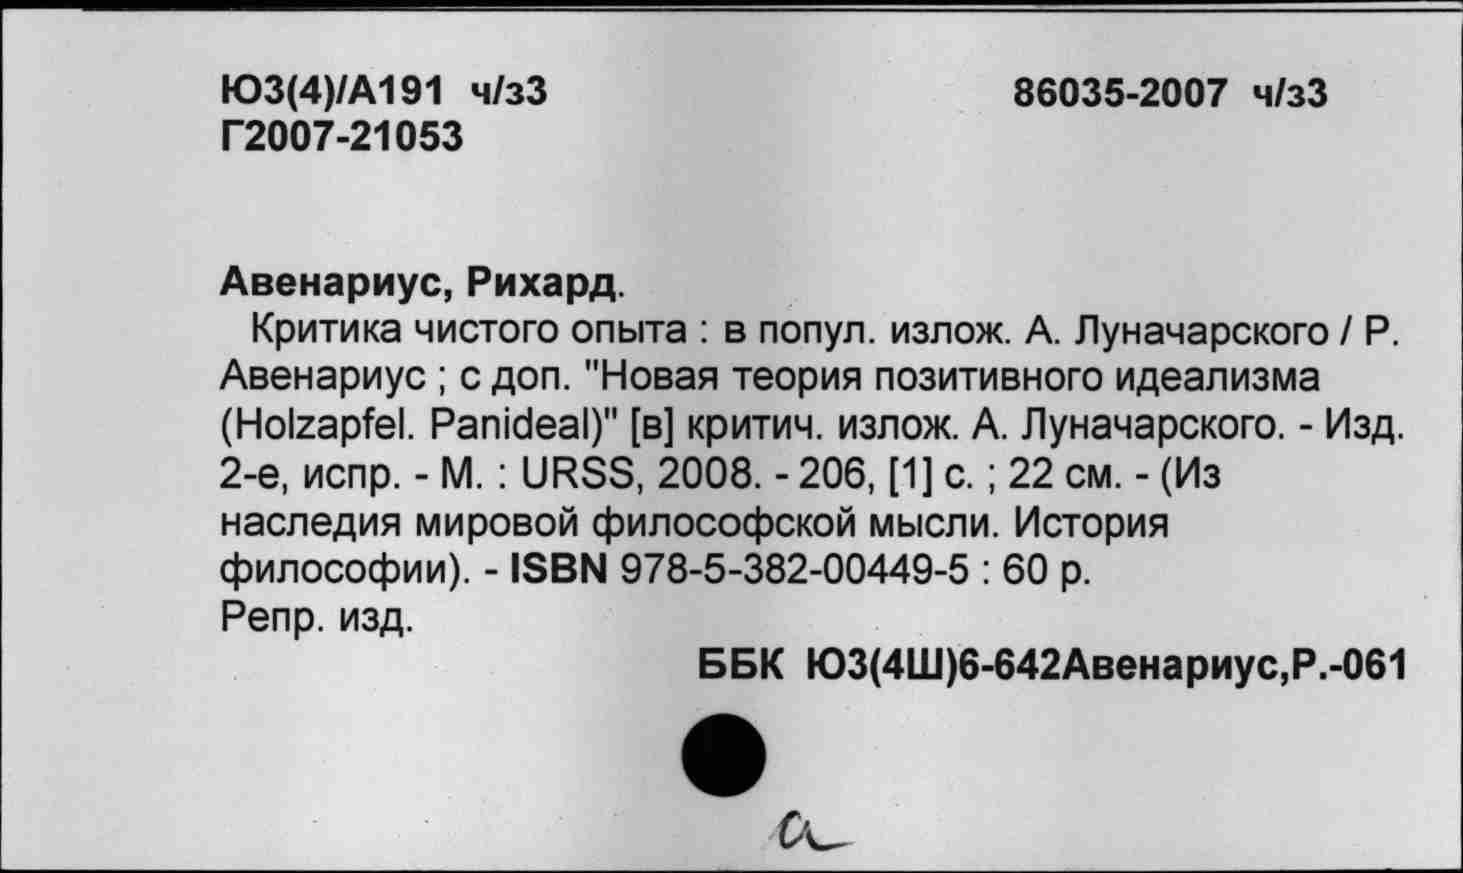 Ю3(4)/А191 ч/з3
86035-2007 ч/з3
Г2007-21053
Авенариус, Рихард.
Критика чистого опыта : в попул. излож. А. Луначарского / Р.
Авенариус ; с доп. "Новая теория позитивного идеализма
(Holzapfel. Panideal)" [в] критич. излож. А. Луначарского. - Изд.
2-е, испр. - М. : URSS, 2008. - 206, [1] с. ; 22 см. - (Из
наследия мировой философской мысли. История
философии). - ISBN 978-5-382-00449-5 : 60 р.
Репр. изд.
ББК Ю3(4Ш)6-642Авенариус,Р.-061
а